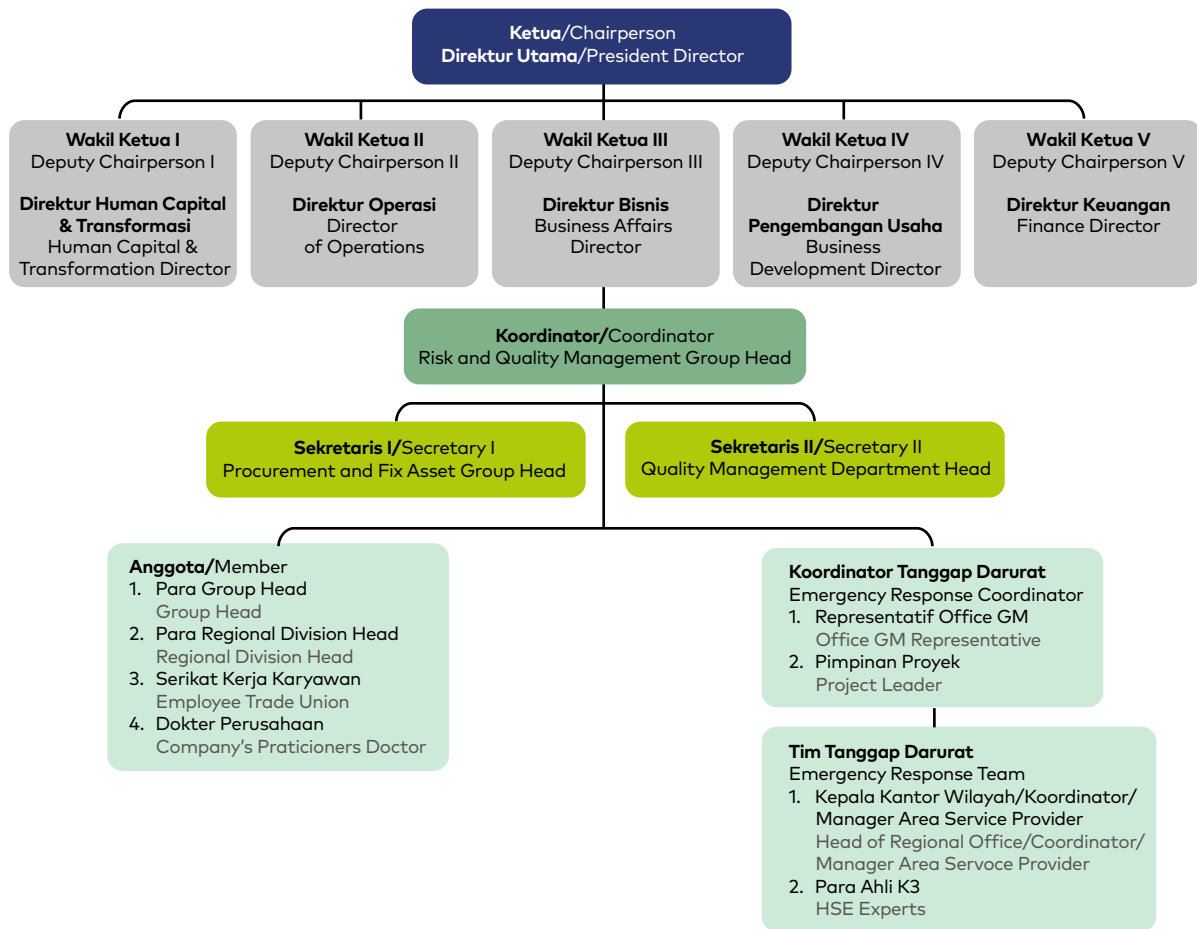 Ketua/Chairperson
Direktur Utama/President Director
Wakil Ketua I
Deputy Chairperson I
Direktur Human Capital
& Transformasi
Human Capital &
Transformation Director
Wakil Ketua II
Deputy Chairperson II
Direktur Operasi
Director
of Operations
Wakil Ketua III
Deputy Chairperson III
Direktur Bisnis
Business Affairs
Director
Wakil Ketua IV
Deputy Chairperson IV
Direktur
Pengembangan Usaha
Business
Development Director
Wakil Ketua V
Deputy Chairperson V
Direktur Keuangan
Finance Director
Koordinator/Coordinator
Risk and Quality Management Group Head
Sekretaris I/Secretary I
Procurement and Fix Asset Group Head
Sekretaris II/Secretary II
Quality Management Department Head
Anggota/Member
1. Para Group Head
Group Head
2. Para Regional Division Head
Regional Division Head
3. Serikat Kerja Karyawan
Employee Trade Union
4. Dokter Perusahaan
Company's Praticioners Doctor
Koordinator Tanggap Darurat
Emergency Response Coordinator
1. Representatif Office GM
Office GM Representative
2. Pimpinan Proyek
Project Leader
Tim Tanggap Darurat
Emergency Response Team
1. Kepala Kantor Wilayah/Koordinator/
Manager Area Service Provider
Head of Regional Office/Coordinator/
Manager Area Servoce Provider
2. Para Ahli K3
HSE Experts